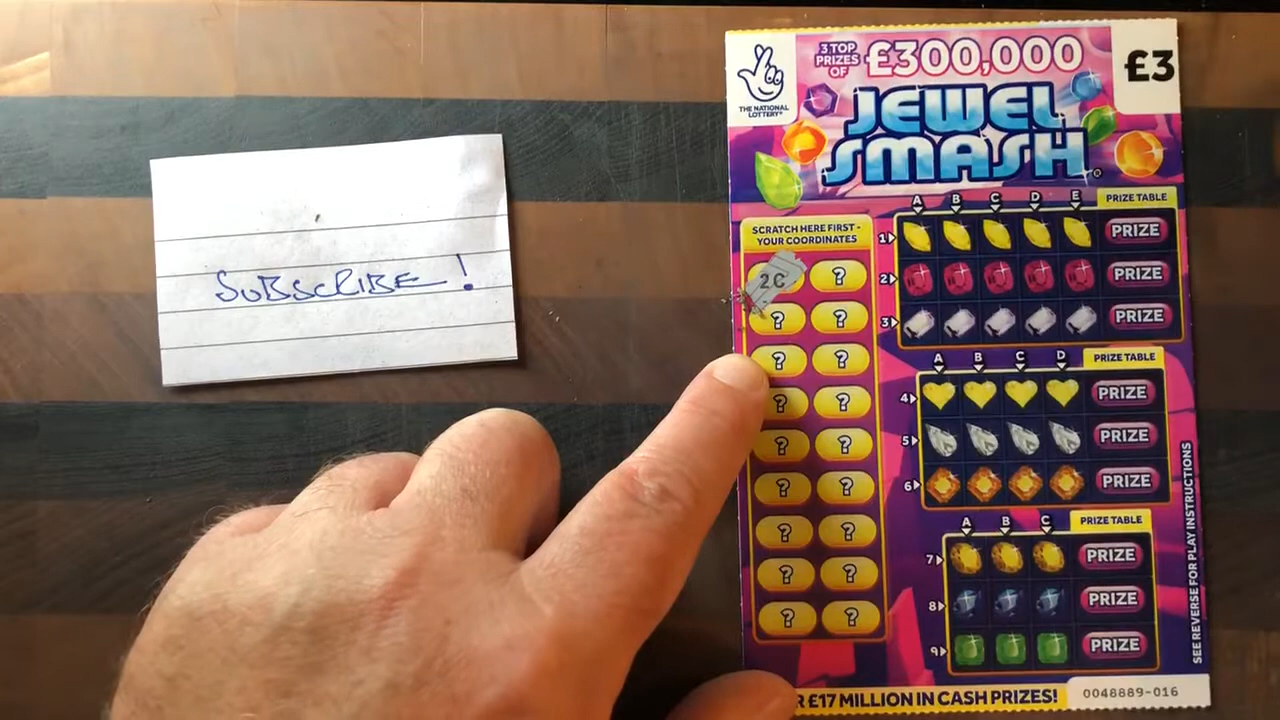 SUBSCRIBE!
THE NATIONAL
LOTTERY®
3 TOP
PRIZES
OF
£300,000
£3
JEWEL
SMASH®
SCRATCH HERE FIRST -
YOUR COORDINATES
2C ?
? ?
? ?
? ?
? ?
? ?
? ?
? ?
? ?
A B C D E PRIZE TABLE
1 PRIZE
2 PRIZE
3 PRIZE
A B C D PRIZE TABLE
4 PRIZE
5 PRIZE
6 PRIZE
A B C PRIZE TABLE
7 PRIZE
8 PRIZE
9 PRIZE
SEE REVERSE FOR PLAY INSTRUCTIONS
£17 MILLION IN CASH PRIZES!
0048889-016